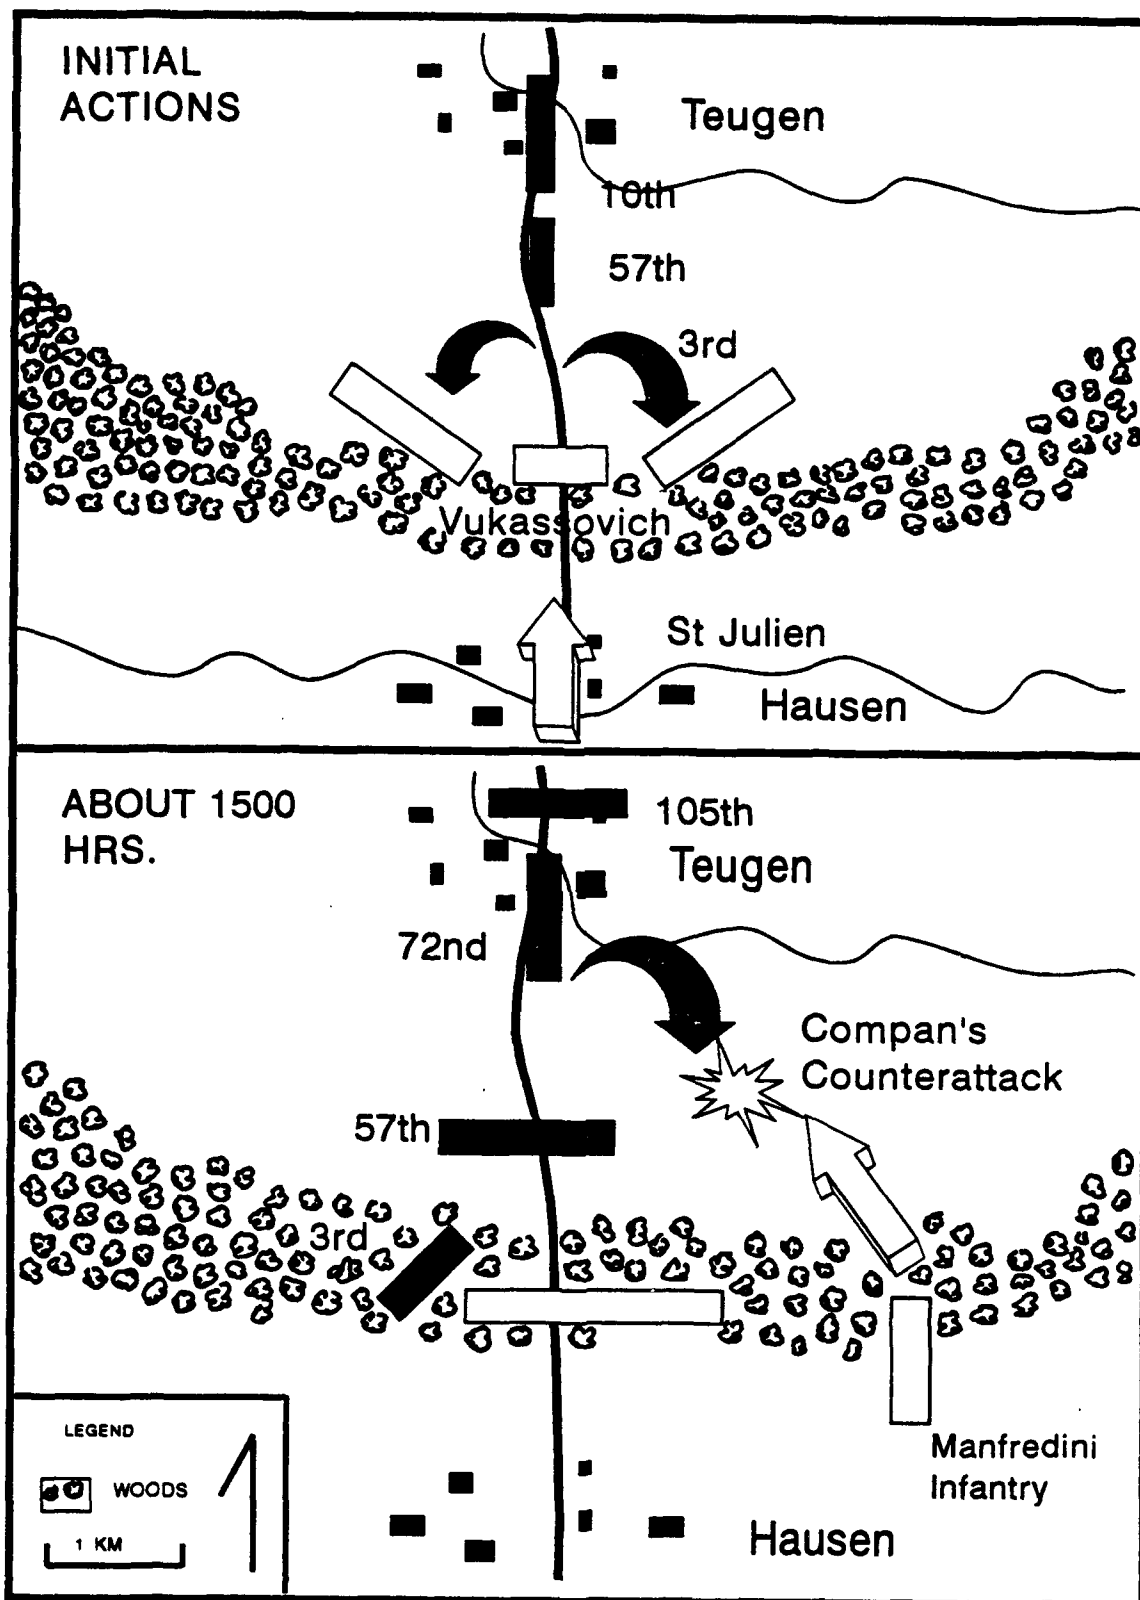 INITIAL
ACTIONS
Teugen
10th
57th
3rd
Vukassovich
St Julien
Hausen
ABOUT 1500
HRS.
105th
Teugen
72nd
Compan's
Counterattack
57th
3rd
Manfredini
Infantry
LEGEND
WOODS
1 KM
Hausen